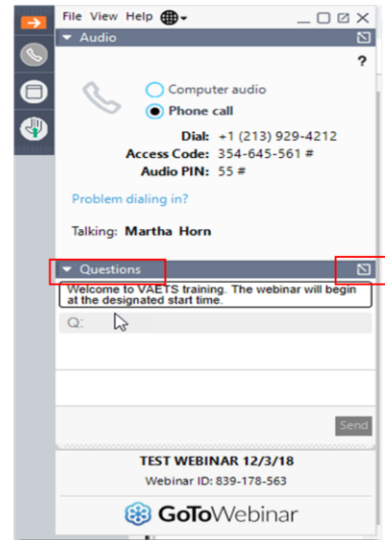 File View Help
Audio
?
Computer audio
Phone call
Dial: +1 (213) 929-4212
Access Code: 354-645-561 #
Audio PIN: 55 #
Problem dialing in?
Talking: Martha Horn
Questions
Welcome to VAETS training. The webinar will begin
at the designated start time.
Q:
Send
TEST WEBINAR 12/3/18
Webinar ID: 839-178-563
GoToWebinar